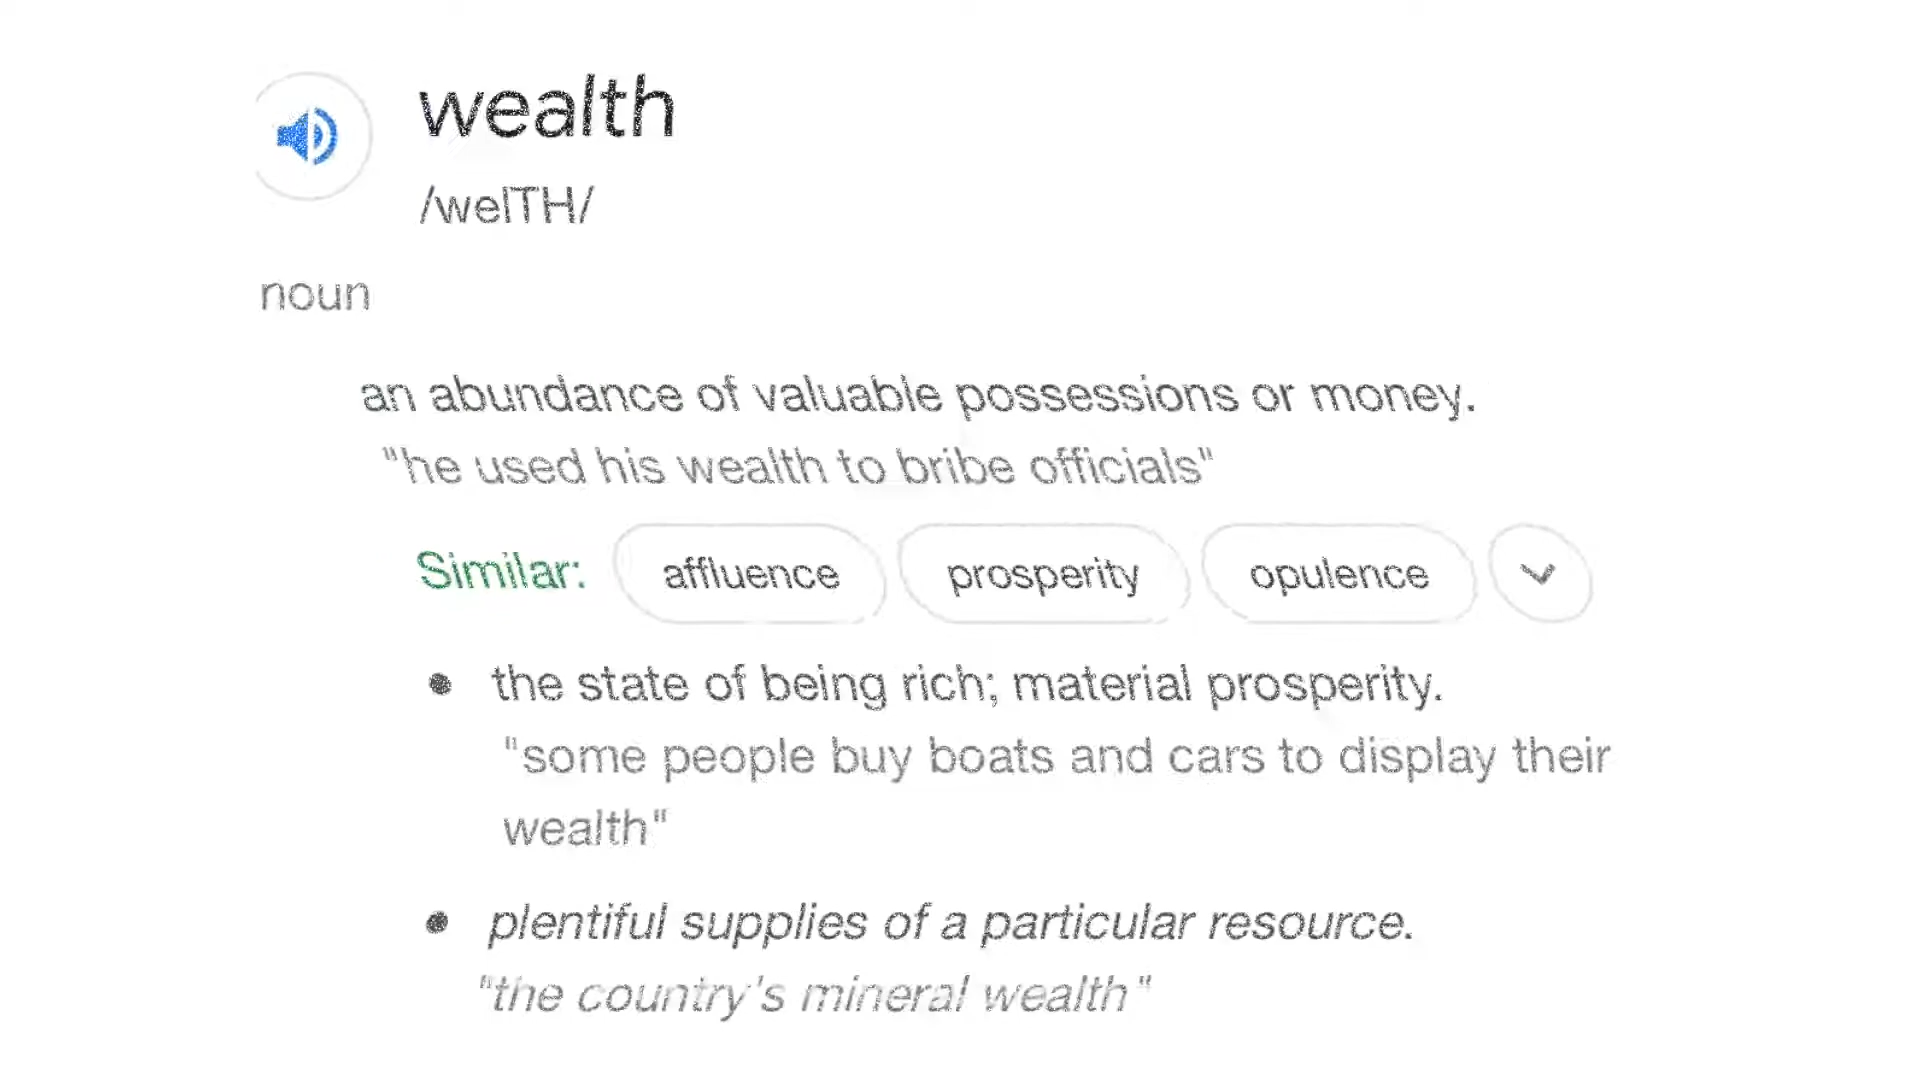 wealth
/welTH/
noun
an abundance of valuable possessions or money.
"he used his wealth to bribe officials"
Similar: affluence prosperity opulence
• the state of being rich; material prosperity.
"some people buy boats and cars to display their
wealth"
• plentiful supplies of a particular resource.
"the country's mineral wealth"